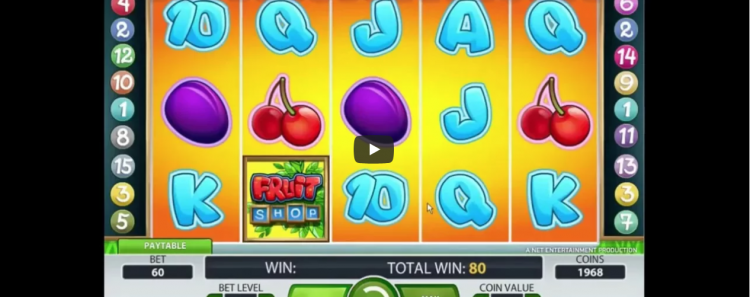 4 10 Q J A Q 6
2 2
12 14
10 9
1 J 1
8 11
15 13
3 K FRUIT 10 Q K 3
SHOP
5 7
PAYTABLE A NET ENTERTAINMENT PRODUCTION
BET COINS
60 WIN: TOTAL WIN: 80 1968
BET LEVEL COIN VALUE